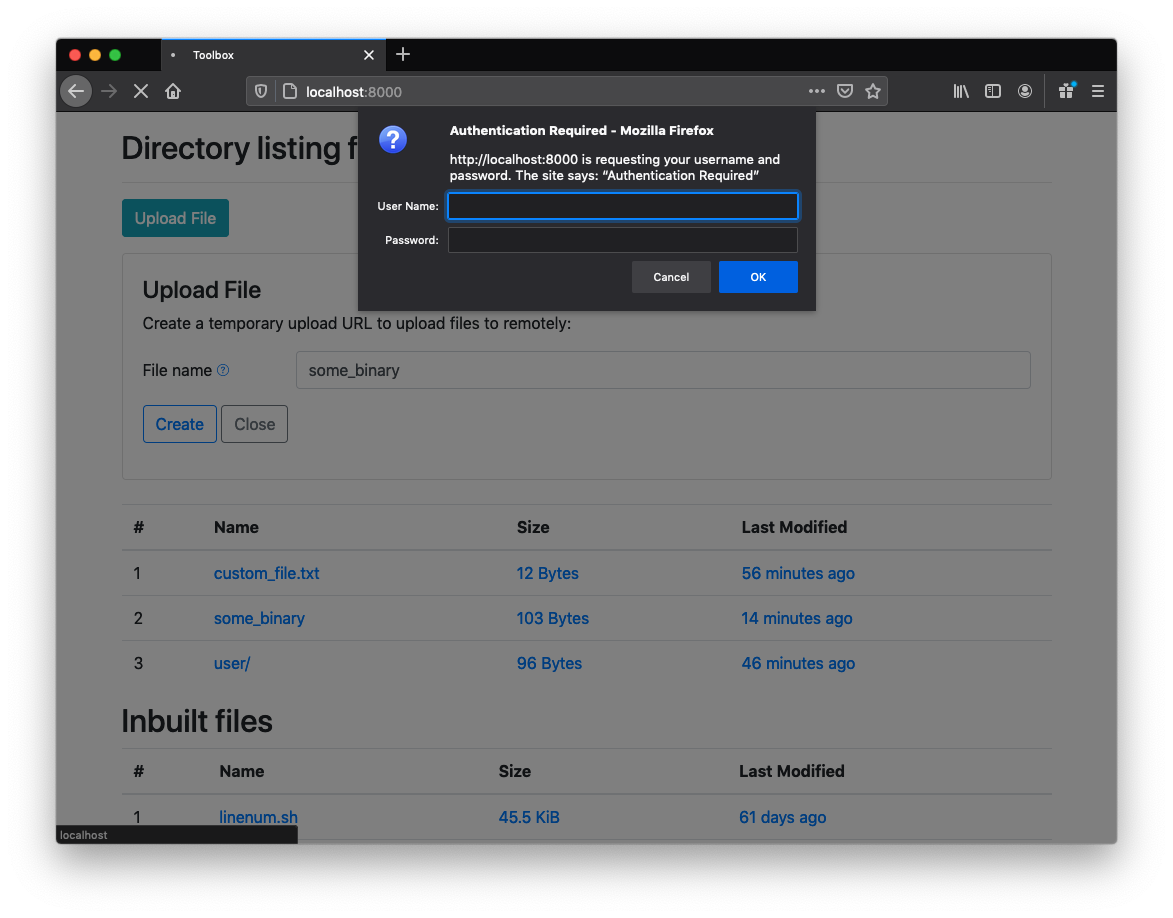 Toolbox
localhost:8000
Directory listing f
Authentication Required - Mozilla Firefox
http://localhost:8000 is requesting your username and
password. The site says: “Authentication Required”
User Name:
Password:
Cancel OK
Upload File
Upload File
Create a temporary upload URL to upload files to remotely:
File name
some_binary
Create Close
# Name Size Last Modified
1 custom_file.txt 12 Bytes 56 minutes ago
2 some_binary 103 Bytes 14 minutes ago
3 user/ 96 Bytes 46 minutes ago
Inbuilt files
# Name Size Last Modified
1 linenum.sh 45.5 KiB 61 days ago
localhost